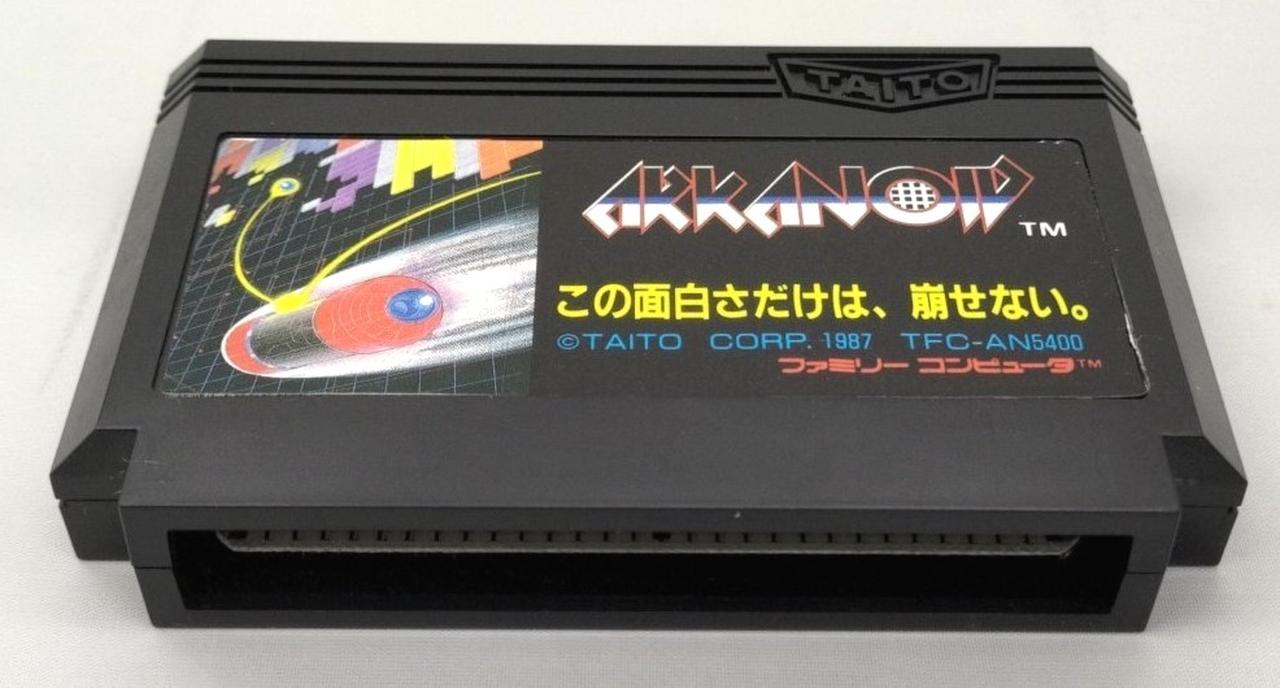 TAITO
ARKANOID
TM
この面白さだけは、崩せない。
©TAITO CORP. 1987 TFC-AN5400
ファミリー コンピュータ™